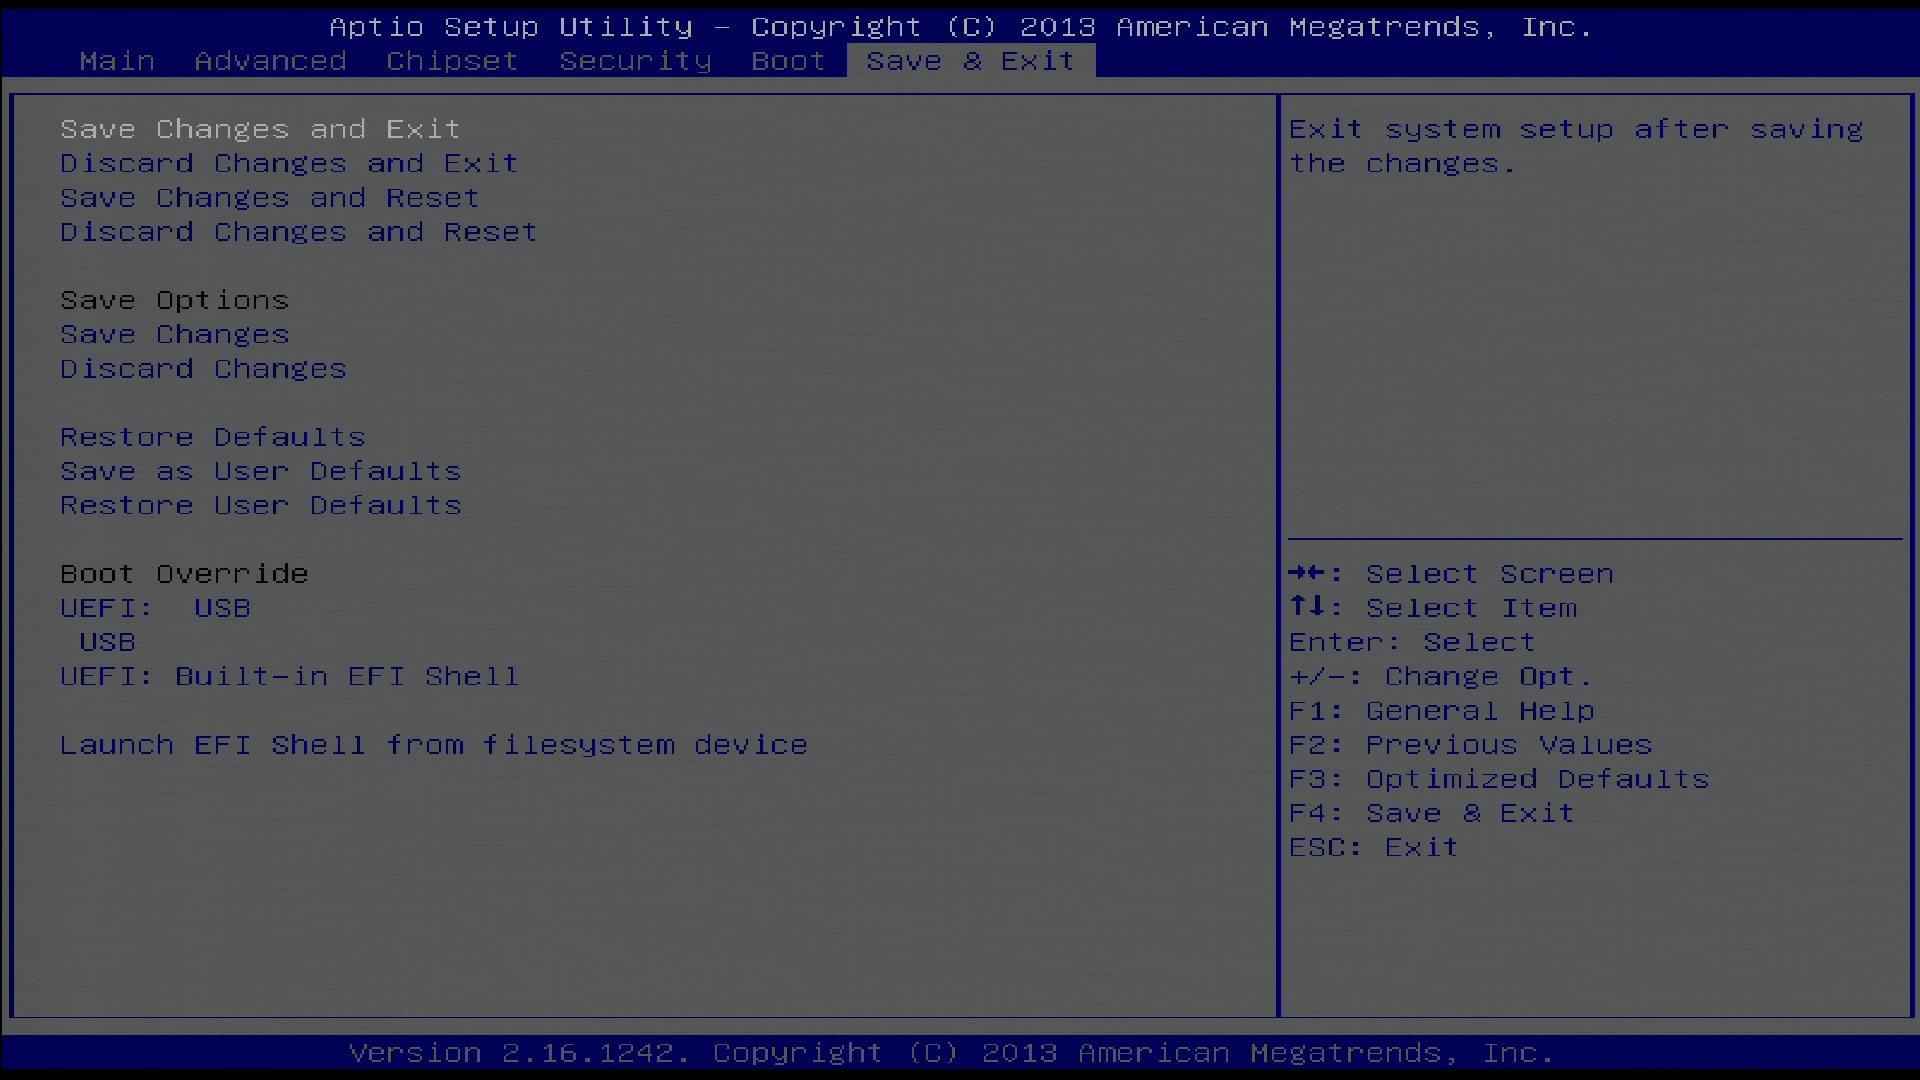 Aptio Setup Utility – Copyright (C) 2013 American Megatrends, Inc.
Main Advanced Chipset Security Boot Save & Exit
Save Changes and Exit
Discard Changes and Exit
Save Changes and Reset
Discard Changes and Reset
Save Options
Save Changes
Discard Changes
Restore Defaults
Save as User Defaults
Restore User Defaults
Boot Override
UEFI:  USB
USB
UEFI: Built-in EFI Shell
Launch EFI Shell from filesystem device
Exit system setup after saving
the changes.
→←: Select Screen
↑↓: Select Item
Enter: Select
+/-: Change Opt.
F1: General Help
F2: Previous Values
F3: Optimized Defaults
F4: Save & Exit
ESC: Exit
Version 2.16.1242. Copyright (C) 2013 American Megatrends, Inc.